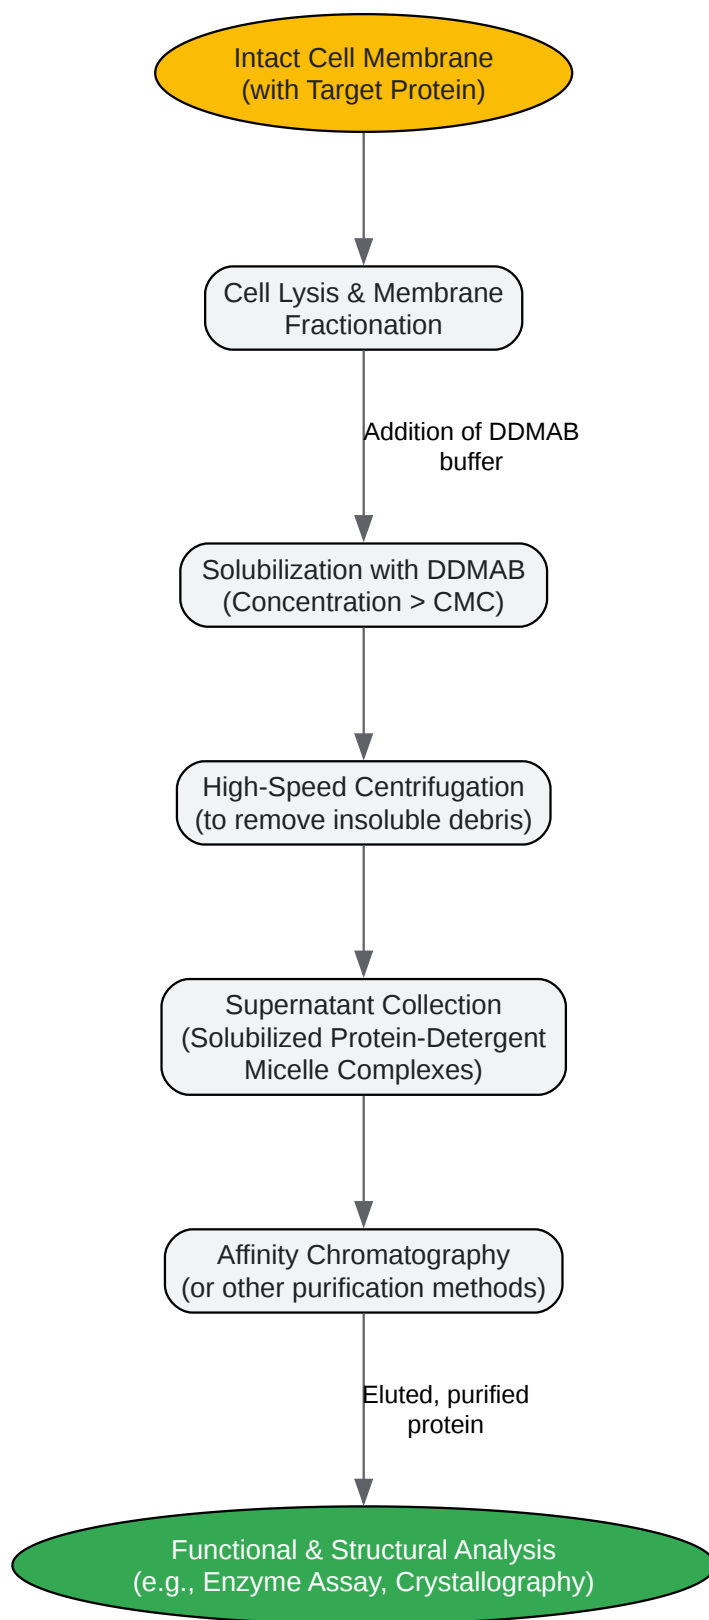 Intact Cell Membrane
(with Target Protein)
Cell Lysis & Membrane
Fractionation
Addition of DDMAB
buffer
Solubilization with DDMAB
(Concentration > CMC)
High-Speed Centrifugation
(to remove insoluble debris)
Supernatant Collection
(Solubilized Protein-Detergent
Micelle Complexes)
Affinity Chromatography
(or other purification methods)
Eluted, purified
protein
Functional & Structural Analysis
(e.g., Enzyme Assay, Crystallography)